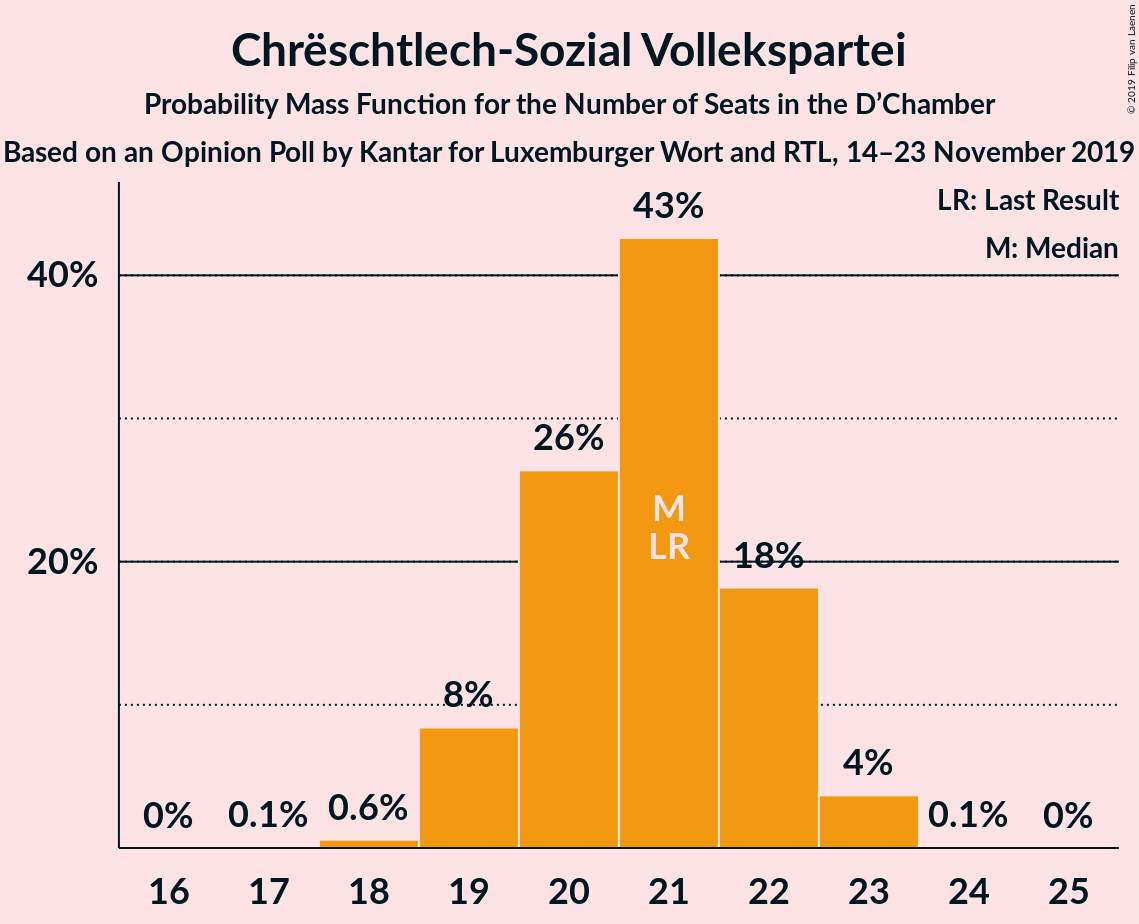 Chrëschtlech-Sozial Vollekspartei
Probability Mass Function for the Number of Seats in the D’Chamber
Based on an Opinion Poll by Kantar for Luxemburger Wort and RTL, 14–23 November 2019
© 2019 Filip van Laenen
LR: Last Result
M: Median
43%
40%
26%
M
LR
20%
18%
8%
4%
0%
0.1%
0.6%
0.1%
0%
16 17 18 19 20 21 22 23 24 25